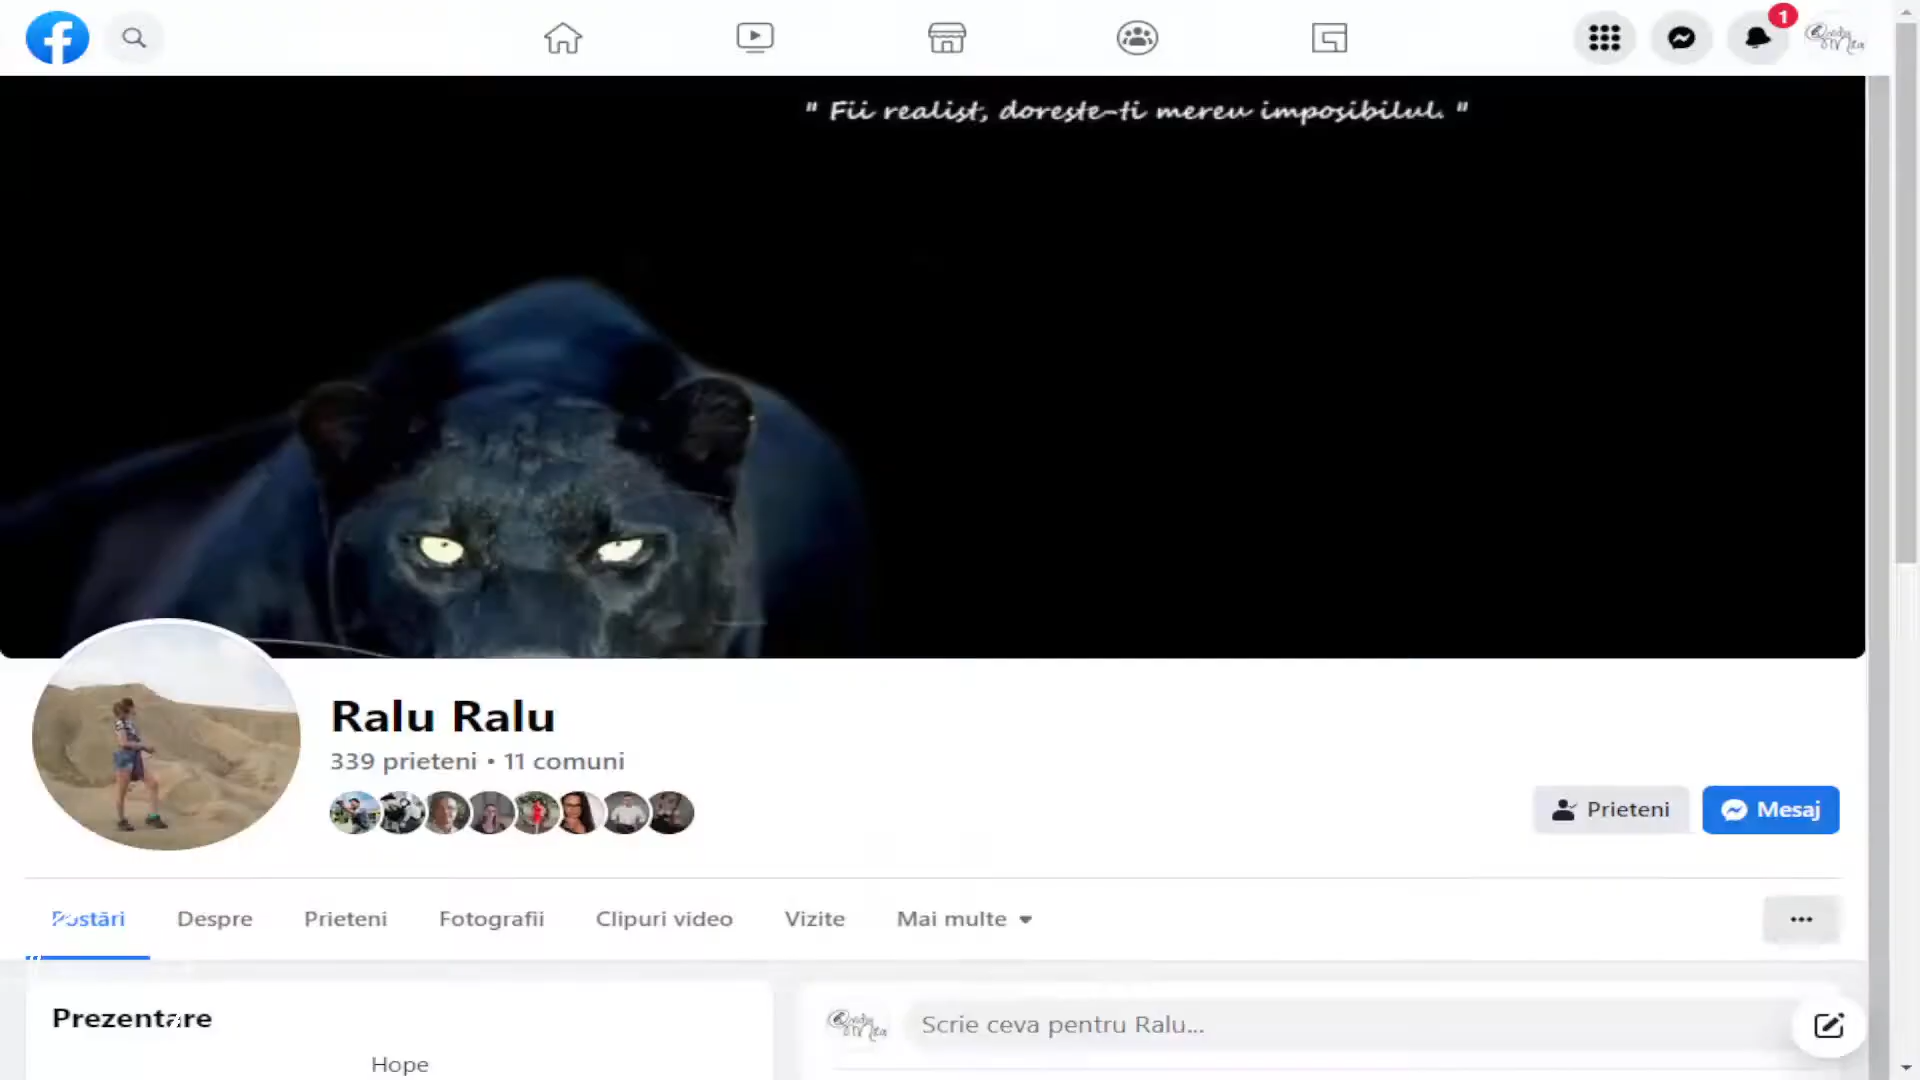 1
" Fii realist, doreste-ti mereu imposibilul. "
Ralu Ralu
339 prieteni • 11 comuni
Prieteni
Mesaj
Postări
Despre
Prieteni
Fotografii
Clipuri video
Vizite
Mai multe
Prezentare
Scrie ceva pentru Ralu...
Hope